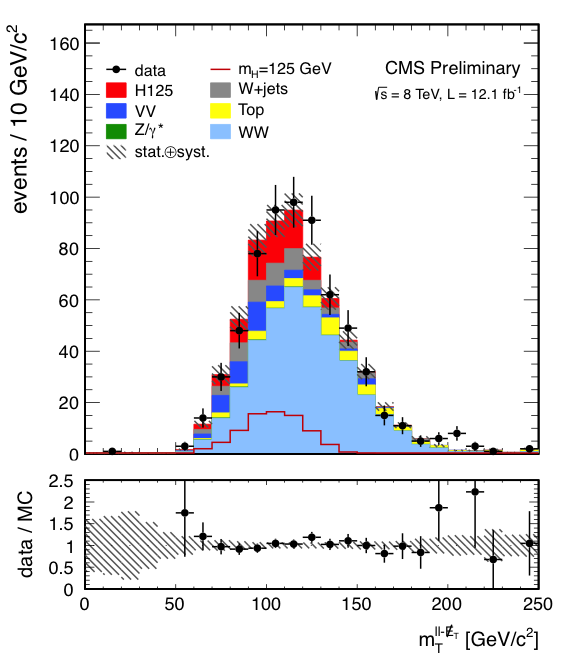 events / 10 GeV/c²
160
140
120
100
80
60
40
20
0
CMS Preliminary
√s = 8 TeV, L = 12.1 fb⁻¹
data
m_H=125 GeV
H125
W+jets
VV
Top
Z/γ*
WW
stat.⊕syst.
data / MC
2.5
2
1.5
1
0.5
0
0 50 100 150 200 250
m_T^{ll-E̸_T} [GeV/c²]